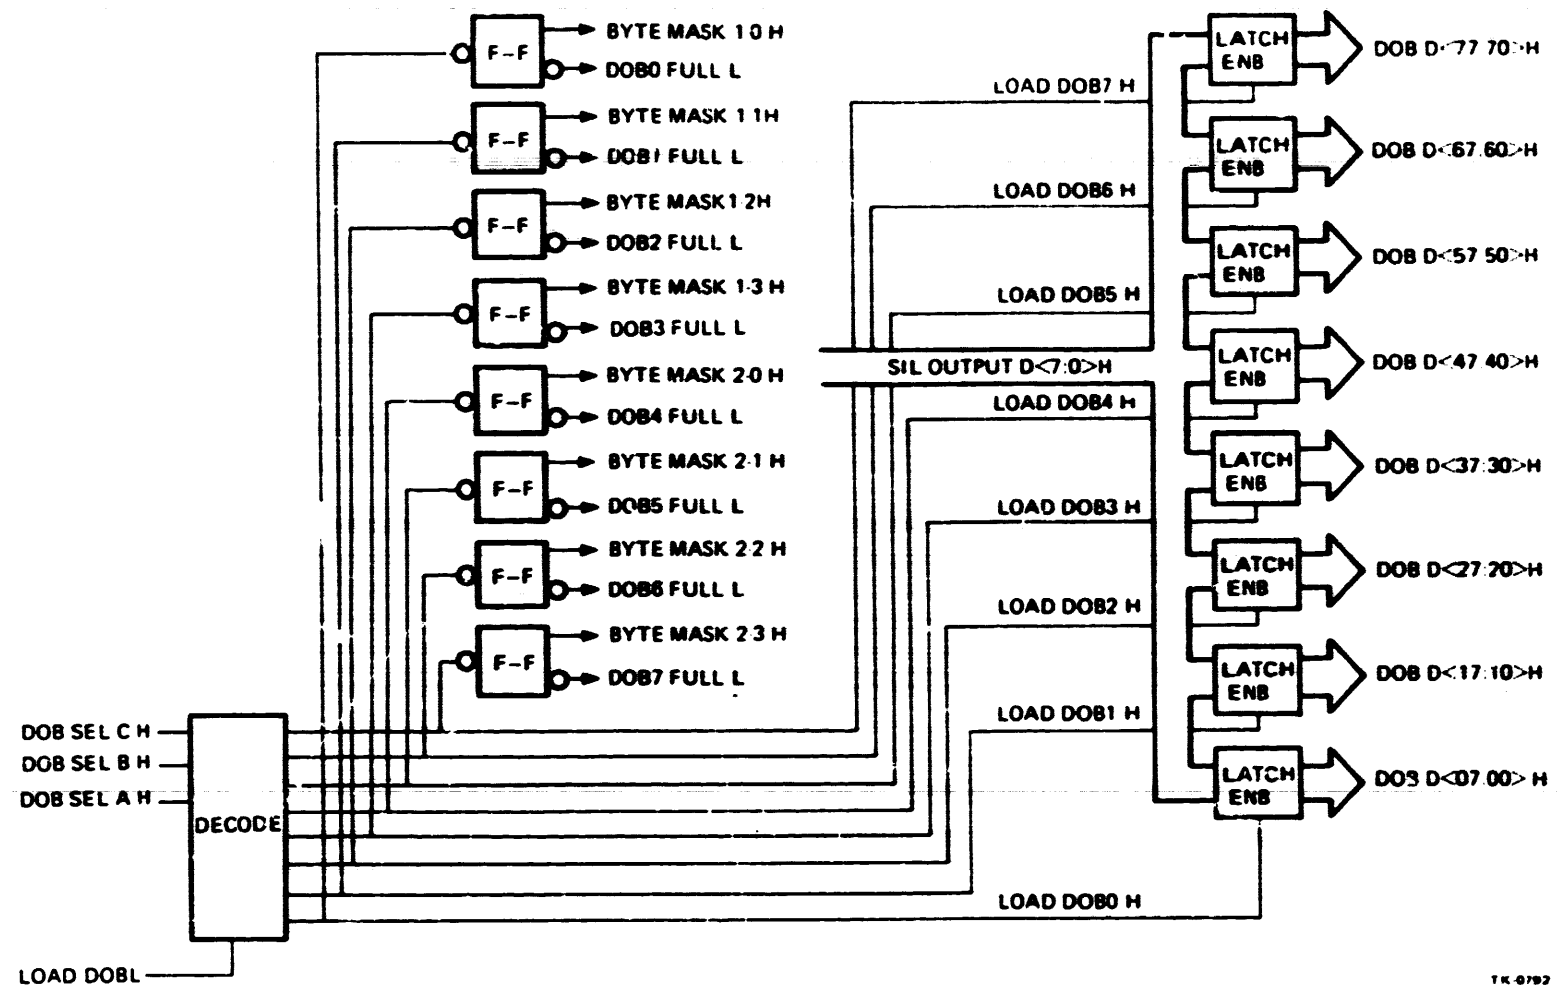 F-F
BYTE MASK 1 0 H
DOB0 FULL L
F-F
BYTE MASK 1 1H
DOB1 FULL L
F-F
BYTE MASK 1-2H
DOB2 FULL L
F-F
BYTE MASK 1-3 H
DOB3 FULL L
F-F
BYTE MASK 2-0 H
DOB4 FULL L
F-F
BYTE MASK 2-1 H
DOB5 FULL L
F-F
BYTE MASK 2-2 H
DOB6 FULL L
F-F
BYTE MASK 2-3 H
DOB7 FULL L
DOB SEL C H
DOB SEL B H
DOB SEL A H
DECODE
LOAD DOBL
LOAD DOB7 H
LOAD DOB6 H
LOAD DOB5 H
SIL OUTPUT D<7:0>H
LOAD DOB4 H
LOAD DOB3 H
LOAD DOB2 H
LOAD DOB1 H
LOAD DOB0 H
LATCH
ENB
DOB D<77 70>H
LATCH
ENB
DOB D<67.60>H
LATCH
ENB
DOB D<57 50>H
LATCH
ENB
DOB D<47 40>H
LATCH
ENB
DOB D<37:30>H
LATCH
ENB
DOB D<27:20>H
LATCH
ENB
DOB D<17:10>H
LATCH
ENB
DOB D<07.00> H
TK-0792